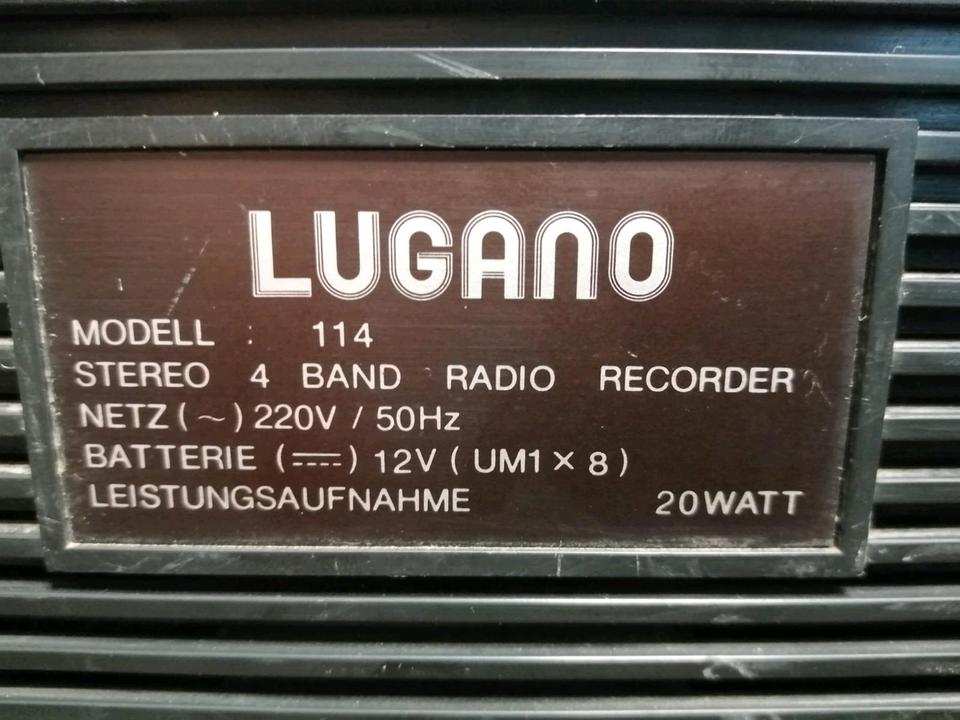 LUGANO
MODELL : 114
STEREO 4 BAND RADIO RECORDER
NETZ (~) 220V / 50Hz
BATTERIE (⎓) 12V ( UM1 × 8 )
LEISTUNGSAUFNAHME 20WATT